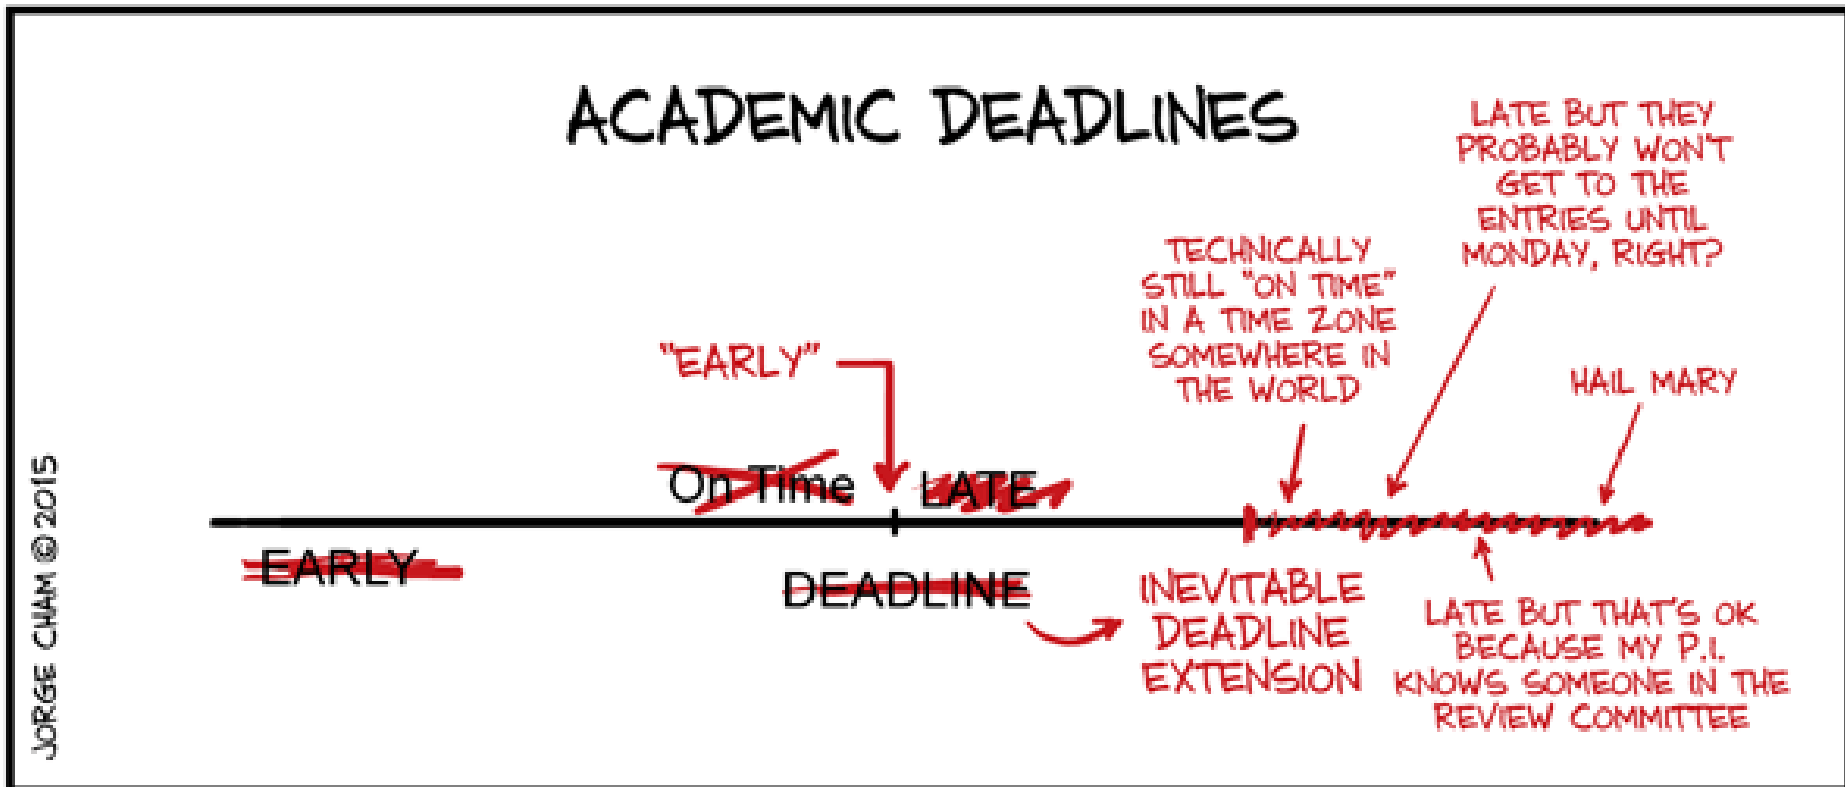 ACADEMIC DEADLINES
LATE BUT THEY
PROBABLY WON'T
GET TO THE
ENTRIES UNTIL
MONDAY, RIGHT?
TECHNICALLY
STILL "ON TIME"
IN A TIME ZONE
SOMEWHERE IN
THE WORLD
"EARLY"
HAIL MARY
On Time
LATE
EARLY
DEADLINE
INEVITABLE
DEADLINE
EXTENSION
LATE BUT THAT'S OK
BECAUSE MY P.I.
KNOWS SOMEONE IN THE
REVIEW COMMITTEE
JORGE CHAM © 2015